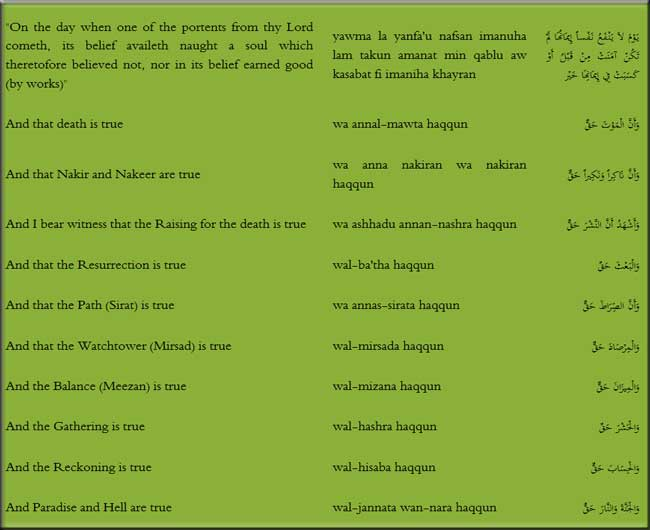 "On the day when one of the portents from thy Lord
cometh, its belief availeth naught a soul which
theretofore believed not, nor in its belief earned good
(by works)"
yawma la yanfa'u nafsan imanuha
lam takun amanat min qablu aw
kasabat fi imaniha khayran
يَوْمَ لاَ يَنْفَعُ نَفْساً إِيمَانُهَا لَمْ
تَكُنْ آمَنَتْ مِنْ قَبْلُ أَوْ
كَسَبَتْ فِي إِيمَانِهَا خَيْر
And that death is true
wa annal-mawta haqqun
وَأَنَّ الْمَوْتَ حَقٌّ
And that Nakir and Nakeer are true
wa anna nakiran wa nakiran
haqqun
وَأَنَّ نَاكِراً وَنَكِيراً حَقٌّ
And I bear witness that the Raising for the death is true
wa ashhadu annan-nashra haqqun
وَأَشْهَدُ أَنَّ النَّشْرَ حَقٌّ
And that the Resurrection is true
wal-ba'tha haqqun
وَالْبَعْثَ حَقٌ
And that the Path (Sirat) is true
wa annas-sirata haqqun
وَأَنَّ الصِّرَاطَ حَقٌّ
And that the Watchtower (Mirsad) is true
wal-mirsada haqqun
وَالْمِرْصَادَ حَقٌّ
And the Balance (Meezan) is true
wal-mizana haqqun
وَالْمِيزَانَ حَقٌّ
And the Gathering is true
wal-hashra haqqun
وَالْحَشْرَ حَقٌّ
And the Reckoning is true
wal-hisaba haqqun
وَالْحِسَابَ حَقٌّ
And Paradise and Hell are true
wal-jannata wan-nara haqqun
وَالْجَنَّةَ وَالنَّارَ حَقٌّ